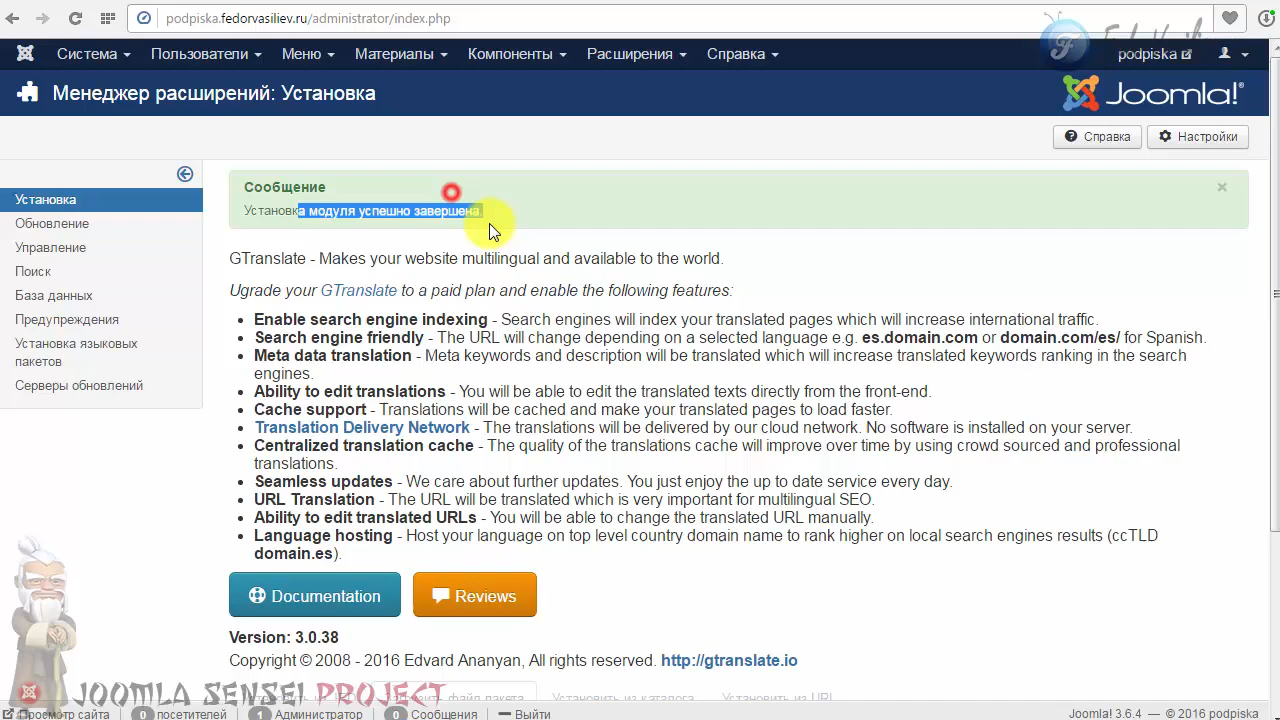 podpiska.fedorvasiliev.ru/administrator/index.php
Система Пользователи Меню Материалы Компоненты Расширения Справка podpiska
Менеджер расширений: Установка
Joomla!®
Справка Настройки
Установка
Обновление
Управление
Поиск
База данных
Предупреждения
Установка языковых
пакетов
Серверы обновлений
Сообщение
×
Установка модуля успешно завершена.
GTranslate - Makes your website multilingual and available to the world.
Ugrade your GTranslate to a paid plan and enable the following features:
Enable search engine indexing - Search engines will index your translated pages which will increase international traffic.
Search engine friendly - The URL will change depending on a selected language e.g. es.domain.com or domain.com/es/ for Spanish.
Meta data translation - Meta keywords and description will be translated which will increase translated keywords ranking in the search
engines.
Ability to edit translations - You will be able to edit the translated texts directly from the front-end.
Cache support - Translations will be cached and make your translated pages to load faster.
Translation Delivery Network - The translations will be delivered by our cloud network. No software is installed on your server.
Centralized translation cache - The quality of the translations cache will improve over time by using crowd sourced and professional
translations.
Seamless updates - We care about further updates. You just enjoy the up to date service every day.
URL Translation - The URL will be translated which is very important for multilingual SEO.
Ability to edit translated URLs - You will be able to change the translated URL manually.
Language hosting - Host your language on top level country domain name to rank higher on local search engines results (ccTLD
domain.es).
Documentation Reviews
Version: 3.0.38
Copyright © 2008 - 2016 Edvard Ananyan, All rights reserved. http://gtranslate.io
файл пакета Установить из каталога Установить из URL
JOOMLA SENSEI PROJECT
Просмотр сайта 0 посетителей 1 Администратор 0 Сообщения Выйти
Joomla! 3.6.4 — © 2016 podpiska